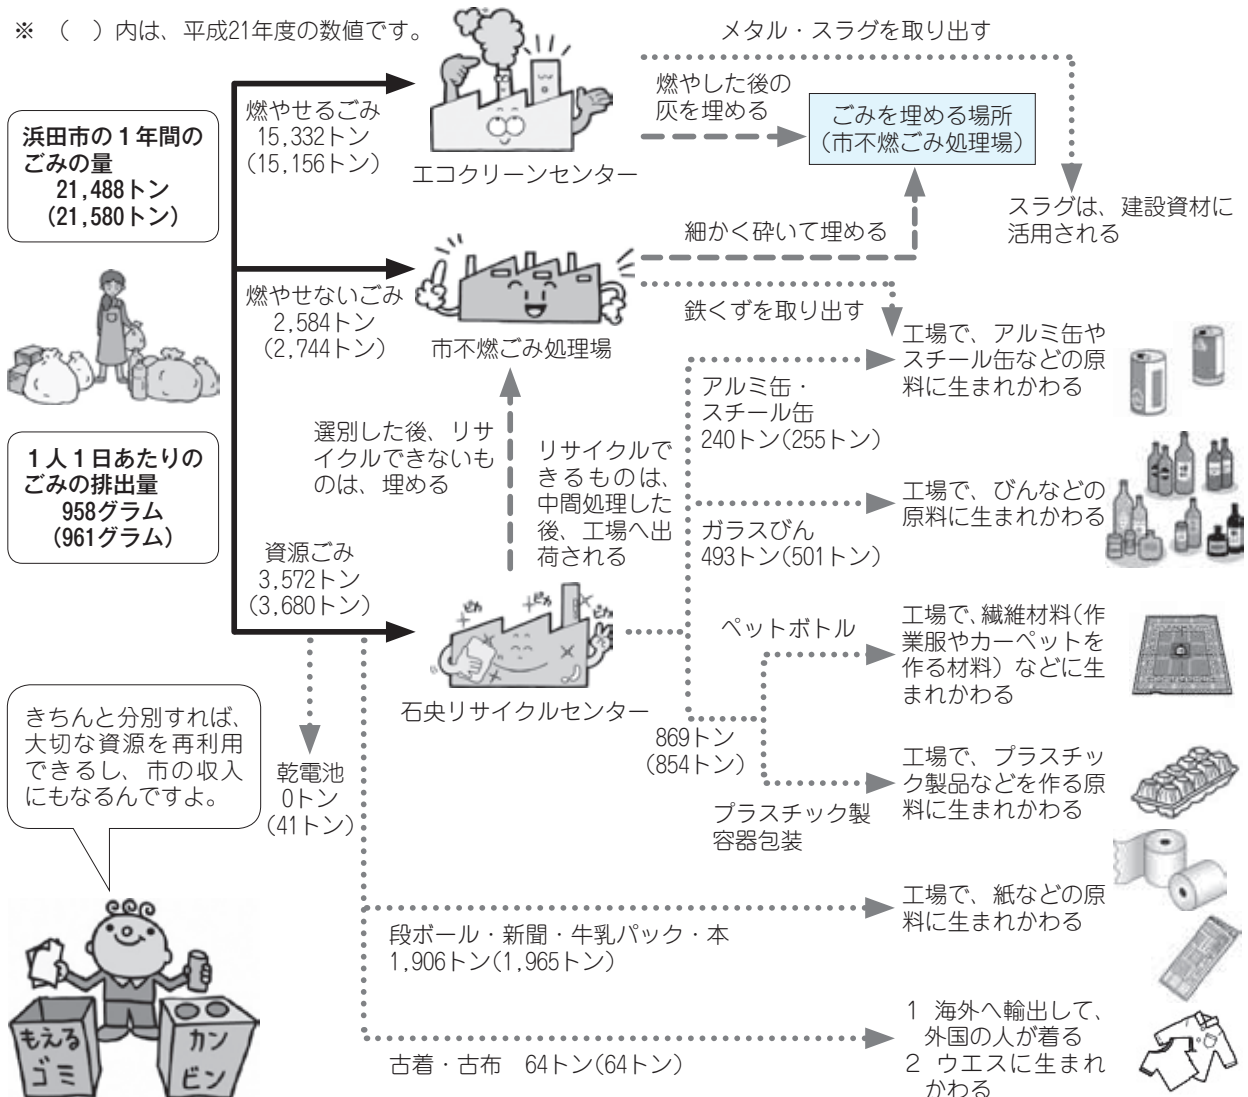 ※ （　）内は、平成21年度の数値です。
浜田市の１年間の
ごみの量
21,488トン
(21,580トン)
燃やせるごみ
15,332トン
(15,156トン)
エコクリーンセンター
メタル・スラグを取り出す
燃やした後の
灰を埋める
ごみを埋める場所
（市不燃ごみ処理場）
スラグは、建設資材に
活用される
燃やせないごみ
2,584トン
(2,744トン)
市不燃ごみ処理場
細かく砕いて埋める
鉄くずを取り出す
工場で、アルミ缶や
スチール缶などの原
料に生まれかわる
アルミ缶・
スチール缶
240トン(255トン)
選別した後、リサ
イクルできないも
のは、埋める
リサイクルで
きるものは、
中間処理した
後、工場へ出
荷される
１人１日あたりの
ごみの排出量
958グラム
(961グラム)
ガラスびん
493トン(501トン)
工場で、びんなどの
原料に生まれかわる
資源ごみ
3,572トン
(3,680トン)
ピカ
ピカ
石央リサイクルセンター
ペットボトル
工場で、繊維材料(作
業服やカーペットを
作る材料）などに生
まれかわる
869トン
(854トン)
プラスチック製
容器包装
工場で、プラスチッ
ク製品などを作る原
料に生まれかわる
きちんと分別すれば、
大切な資源を再利用
できるし、市の収入
にもなるんですよ。
乾電池
0トン
(41トン)
段ボール・新聞・牛乳パック・本
1,906トン(1,965トン)
工場で、紙などの原
料に生まれかわる
古着・古布　64トン(64トン)
１ 海外へ輸出して、
外国の人が着る
２ ウエスに生まれ
かわる
もえる
ゴミ
カン
ビン